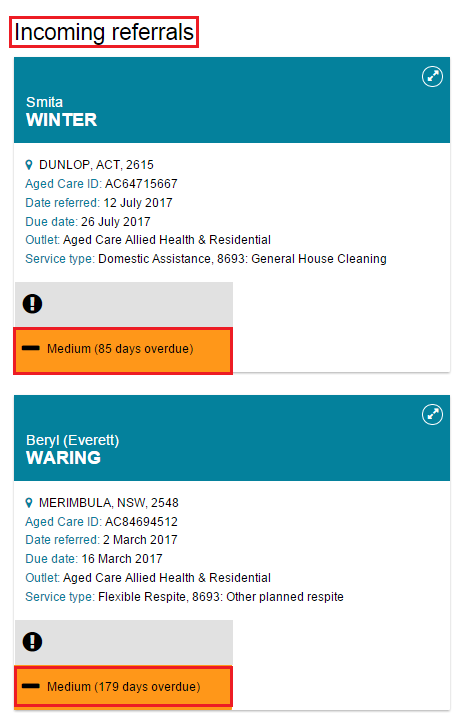 Incoming referrals
Smita
WINTER
DUNLOP, ACT, 2615
Aged Care ID: AC64715667
Date referred: 12 July 2017
Due date: 26 July 2017
Outlet: Aged Care Allied Health & Residential
Service type: Domestic Assistance, 8693: General House Cleaning
Medium (85 days overdue)
Beryl (Everett)
WARING
MERIMBULA, NSW, 2548
Aged Care ID: AC84694512
Date referred: 2 March 2017
Due date: 16 March 2017
Outlet: Aged Care Allied Health & Residential
Service type: Flexible Respite, 8693: Other planned respite
Medium (179 days overdue)